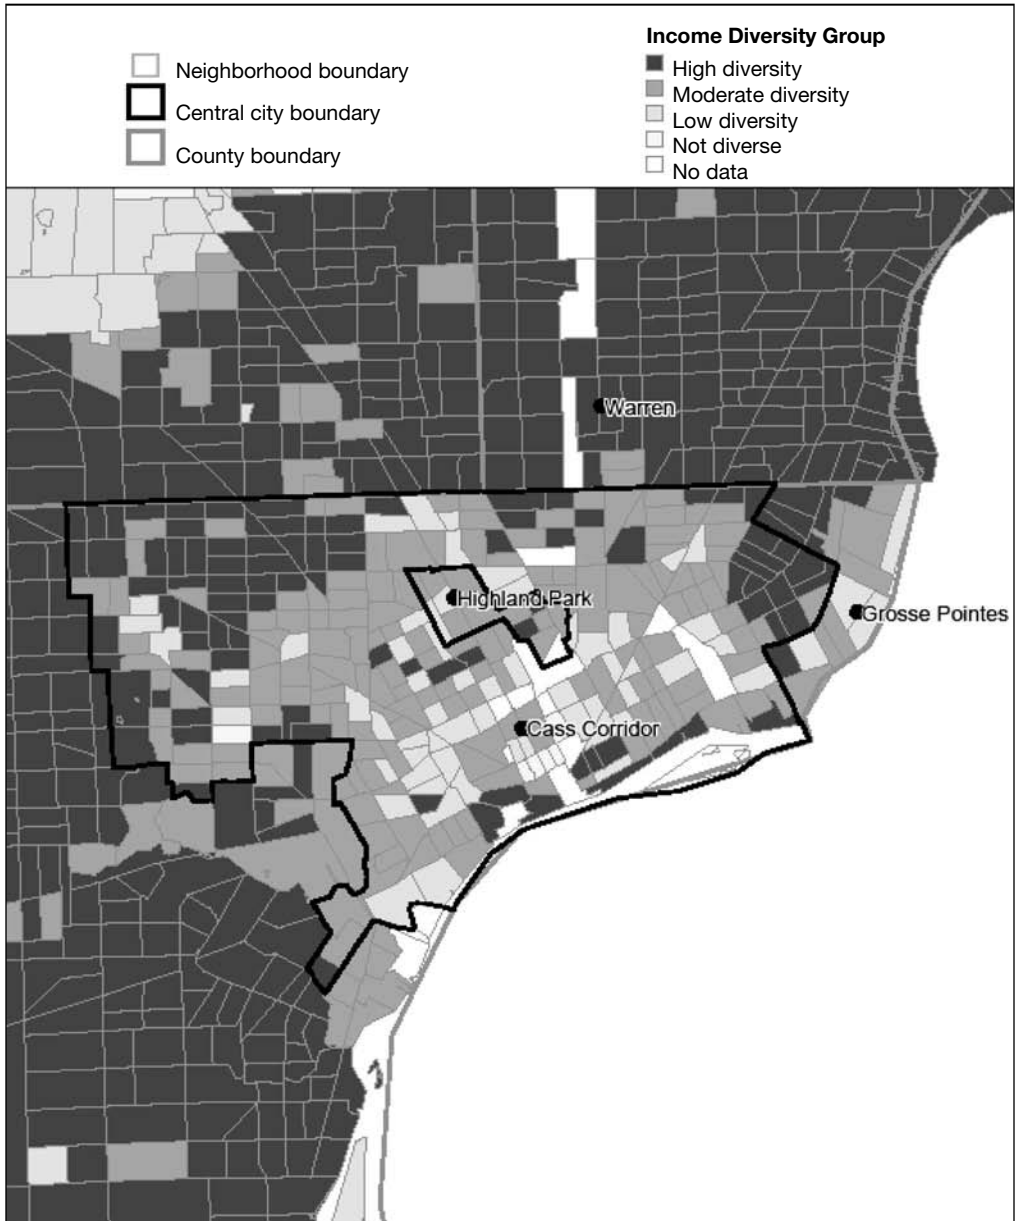 Neighborhood boundary
Central city boundary
County boundary
Income Diversity Group
High diversity
Moderate diversity
Low diversity
Not diverse
No data
Warren
Highland Park
Grosse Pointes
Cass Corridor